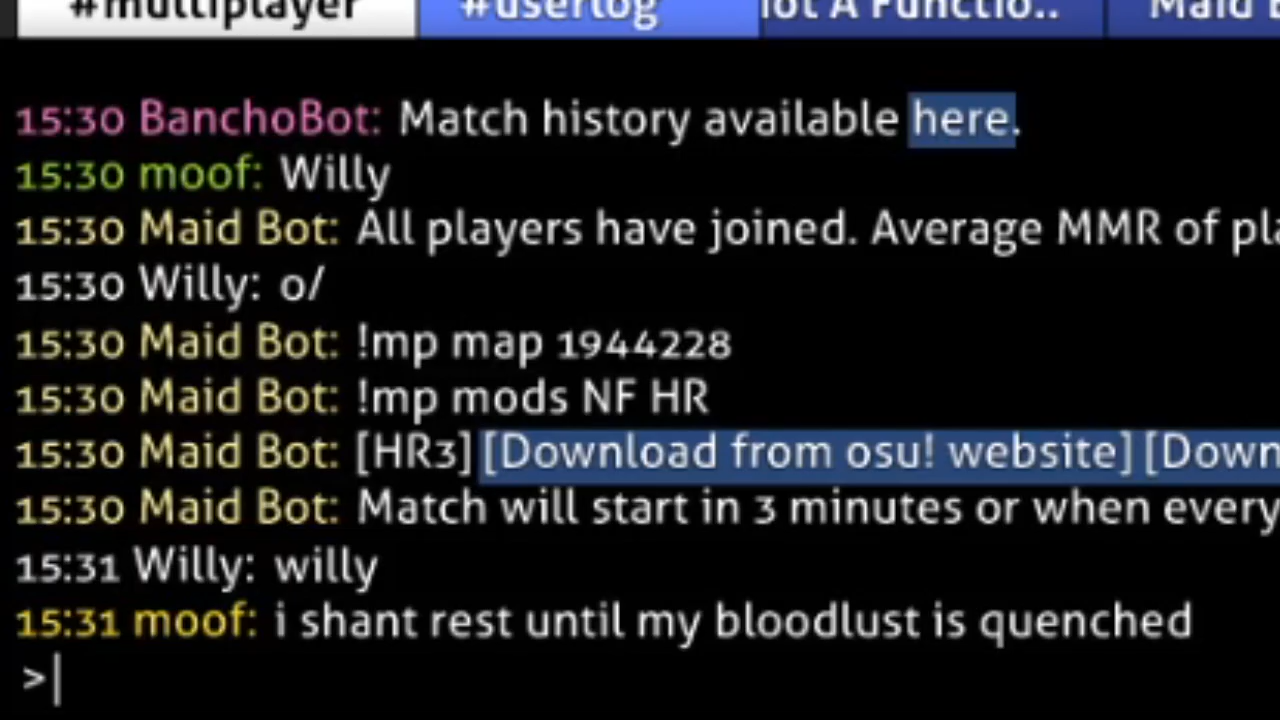 #multiplayer #userlog ot A Functio.. Maid
15:30 BanchoBot: Match history available here.
15:30 moof: Willy
15:30 Maid Bot: All players have joined. Average MMR of pla
15:30 Willy: o/
15:30 Maid Bot: !mp map 1944228
15:30 Maid Bot: !mp mods NF HR
15:30 Maid Bot: [HR3] [Download from osu! website] [Down
15:30 Maid Bot: Match will start in 3 minutes or when every
15:31 Willy: willy
15:31 moof: i shant rest until my bloodlust is quenched
>